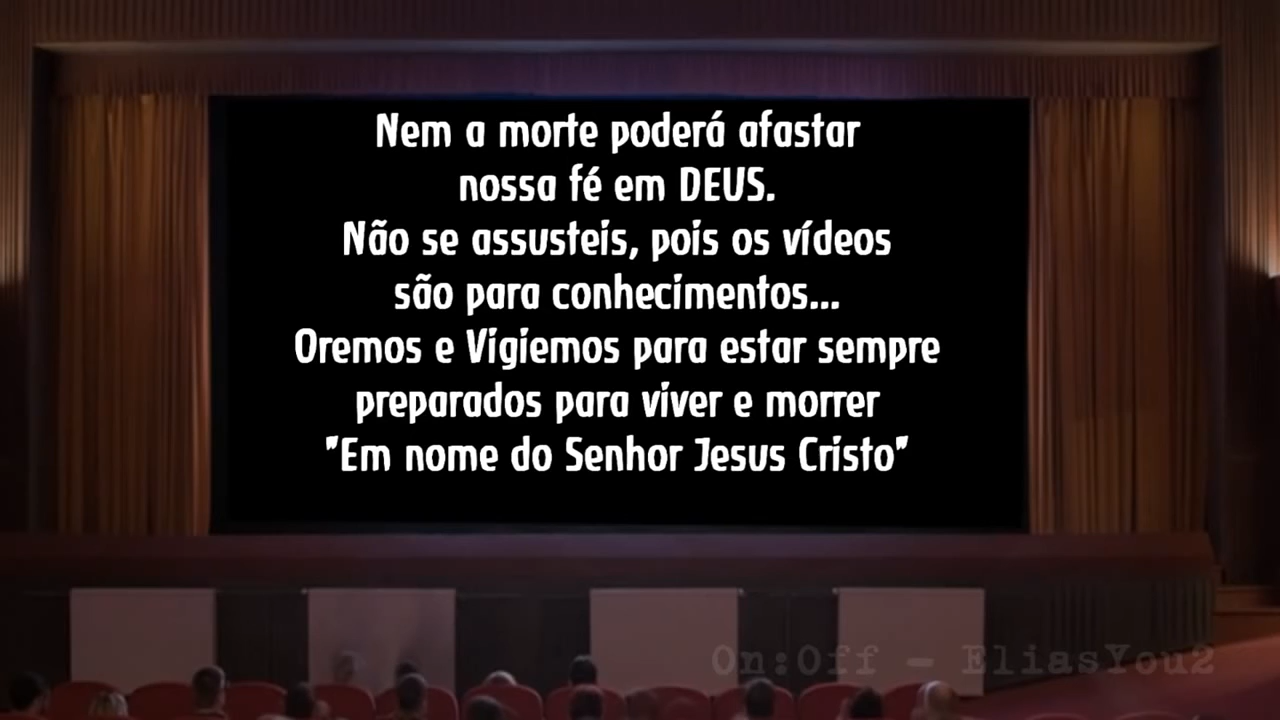 Nem a morte poderá afastar
nossa fé em DEUS.
Não se assusteis, pois os vídeos
são para conhecimentos...
Oremos e Vigiemos para estar sempre
preparados para viver e morrer
"Em nome do Senhor Jesus Cristo"
On:Off - EliasYou2